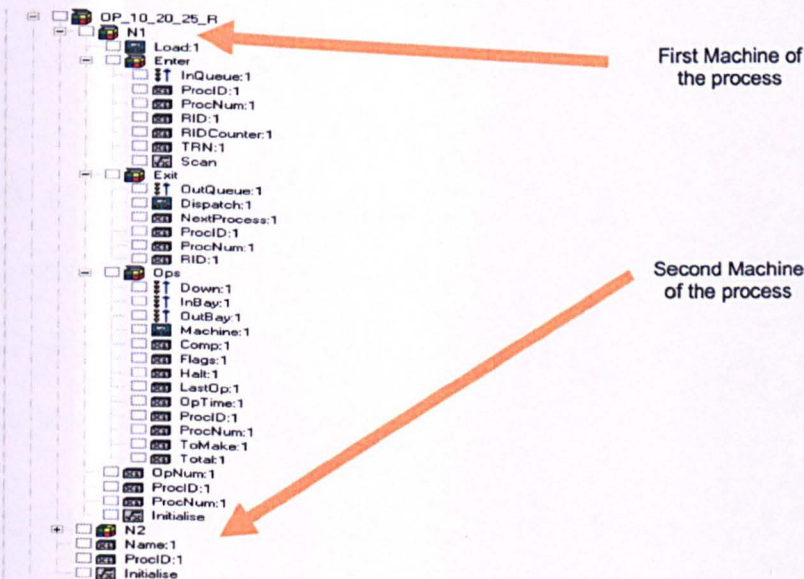 OP_10_20_25_R
N1
Load:1
Enter
InQueue:1
ProcID:1
ProcNum:1
RID:1
RIDCounter:1
TRN:1
Scan
Exit
OutQueue:1
Dispatch:1
NextProcess:1
ProcID:1
ProcNum:1
RID:1
Ops
Down:1
InBay:1
OutBay:1
Machine:1
Comp:1
Flags:1
Halt:1
LastOp:1
OpTime:1
ProcID:1
ProcNum:1
ToMake:1
Total:1
OpNum:1
ProcID:1
ProcNum:1
Initialise
N2
Name:1
ProcID:1
Initialise
First Machine of
the process
Second Machine
of the process